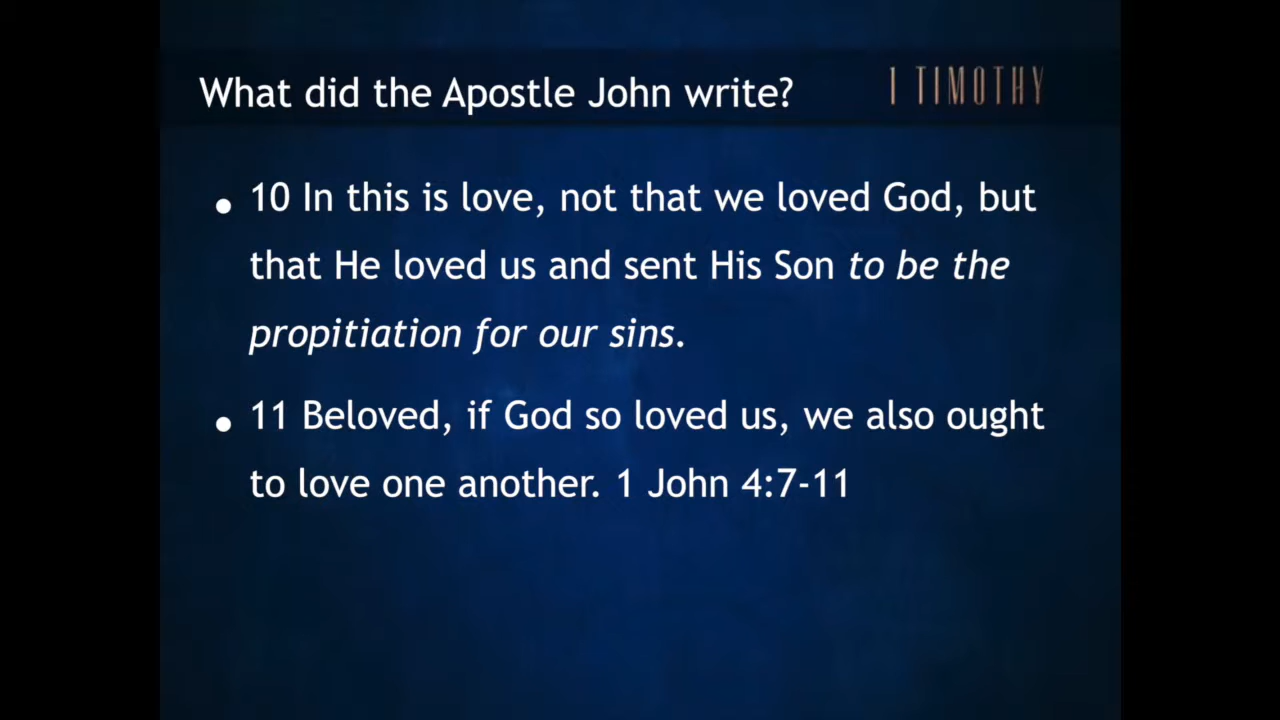 What did the Apostle John write?
1 TIMOTHY
• 10 In this is love, not that we loved God, but
that He loved us and sent His Son to be the
propitiation for our sins.
• 11 Beloved, if God so loved us, we also ought
to love one another. 1 John 4:7-11